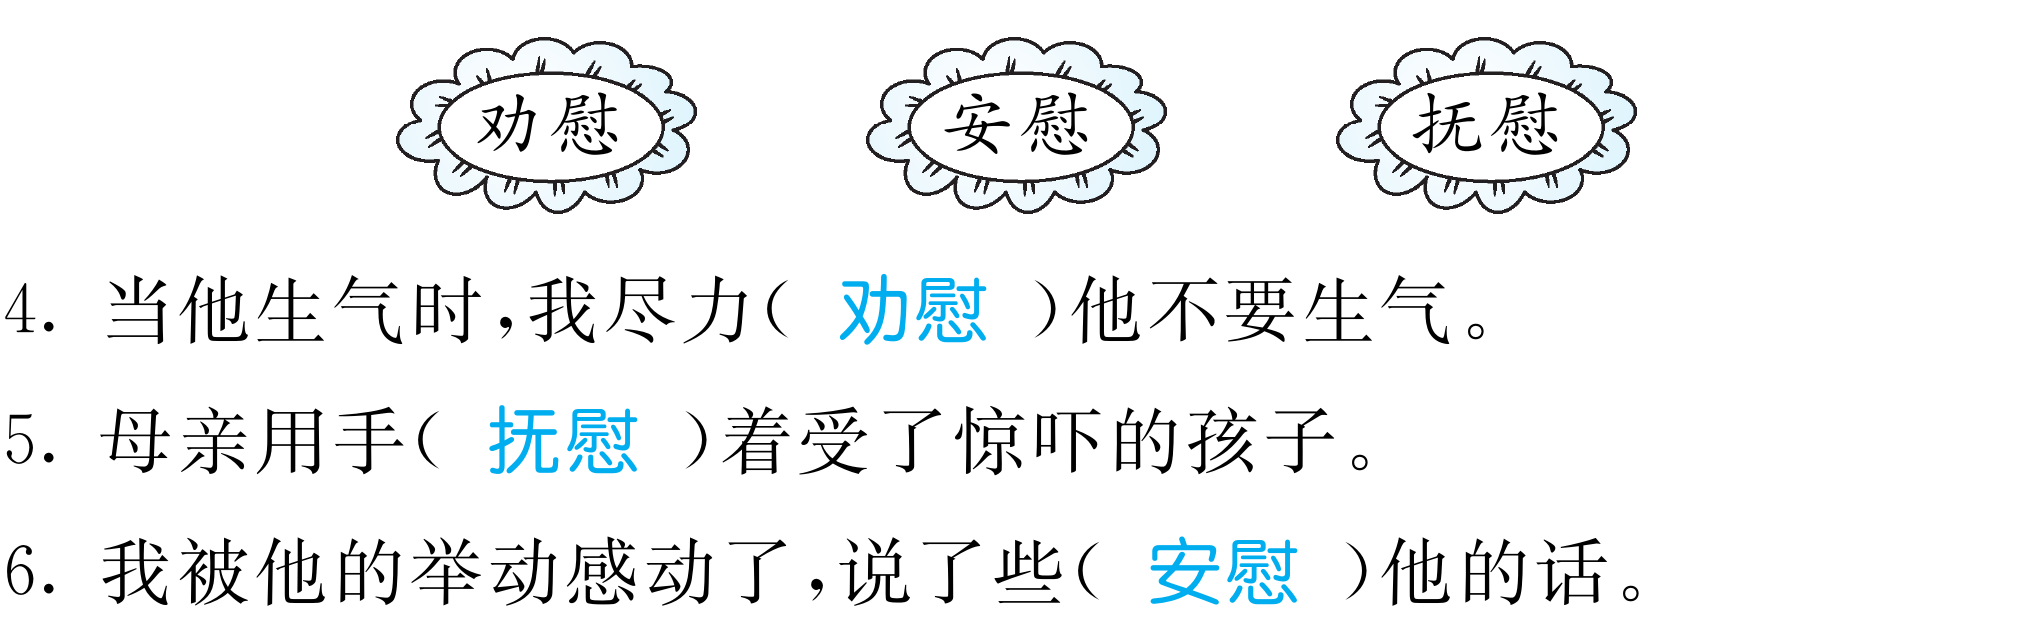 劝慰 安慰 抚慰
4. 当他生气时,我尽力( 劝慰 )他不要生气。
5. 母亲用手( 抚慰 )着受了惊吓的孩子。
6. 我被他的举动感动了,说了些( 安慰 )他的话。